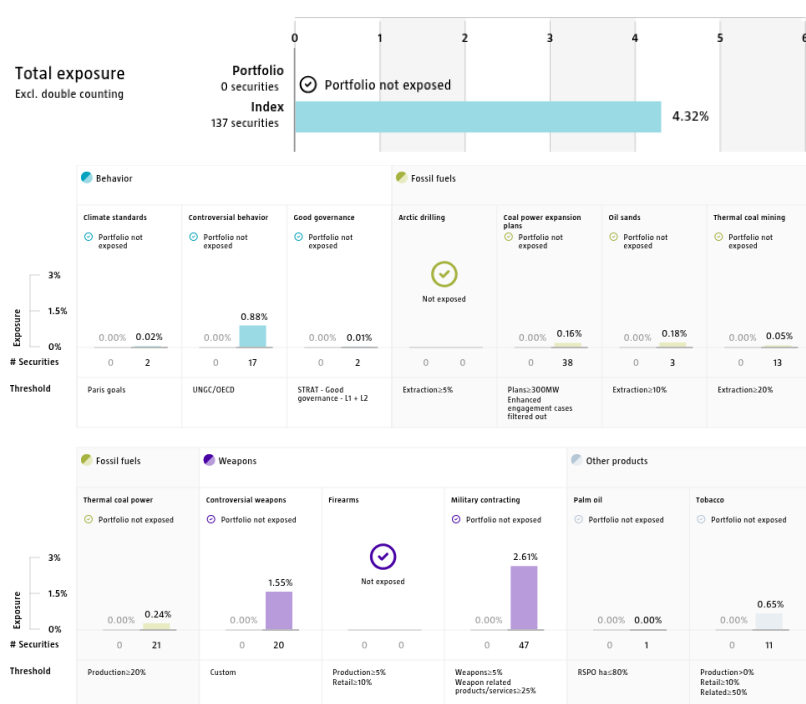 0 1 2 3 4 5 6
Total exposure
Excl. double counting
Portfolio
0 securities
Portfolio not exposed
Index
137 securities
4.32%
Behavior
Fossil fuels
Climate standards
Controversial behavior
Good governance
Arctic drilling
Coal power expansion
plans
Oil sands
Thermal coal mining
Portfolio not
exposed
Portfolio not
exposed
Portfolio not
exposed
Portfolio not
exposed
Portfolio not
exposed
Portfolio not
exposed
Not exposed
Exposure
3%
1.5%
0%
0.00% 0.02%
0.00% 0.88%
0.00% 0.01%
0.00% 0.16%
0.00% 0.18%
0.00% 0.05%
# Securities
0 2
0 17
0 2
0 0
0 38
0 3
0 13
Threshold
Paris goals
UNGC/OECD
STRAT - Good
governance - L1 + L2
Extraction≥5%
Plans≥300MW
Enhanced
engagement cases
filtered out
Extraction≥10%
Extraction≥20%
Fossil fuels
Weapons
Other products
Thermal coal power
Controversial weapons
Firearms
Military contracting
Palm oil
Tobacco
Portfolio not exposed
Portfolio not exposed
Portfolio not exposed
Portfolio not exposed
Portfolio not exposed
Not exposed
Exposure
3%
1.5%
0%
0.00% 0.24%
0.00% 1.55%
0.00% 2.61%
0.00% 0.00%
0.00% 0.65%
# Securities
0 21
0 20
0 0
0 47
0 1
0 11
Threshold
Production≥20%
Custom
Production≥5%
Retail≥10%
Weapons≥5%
Weapon related
products/services≥25%
RSPO ha≤80%
Production>0%
Retail≥10%
Related≥50%